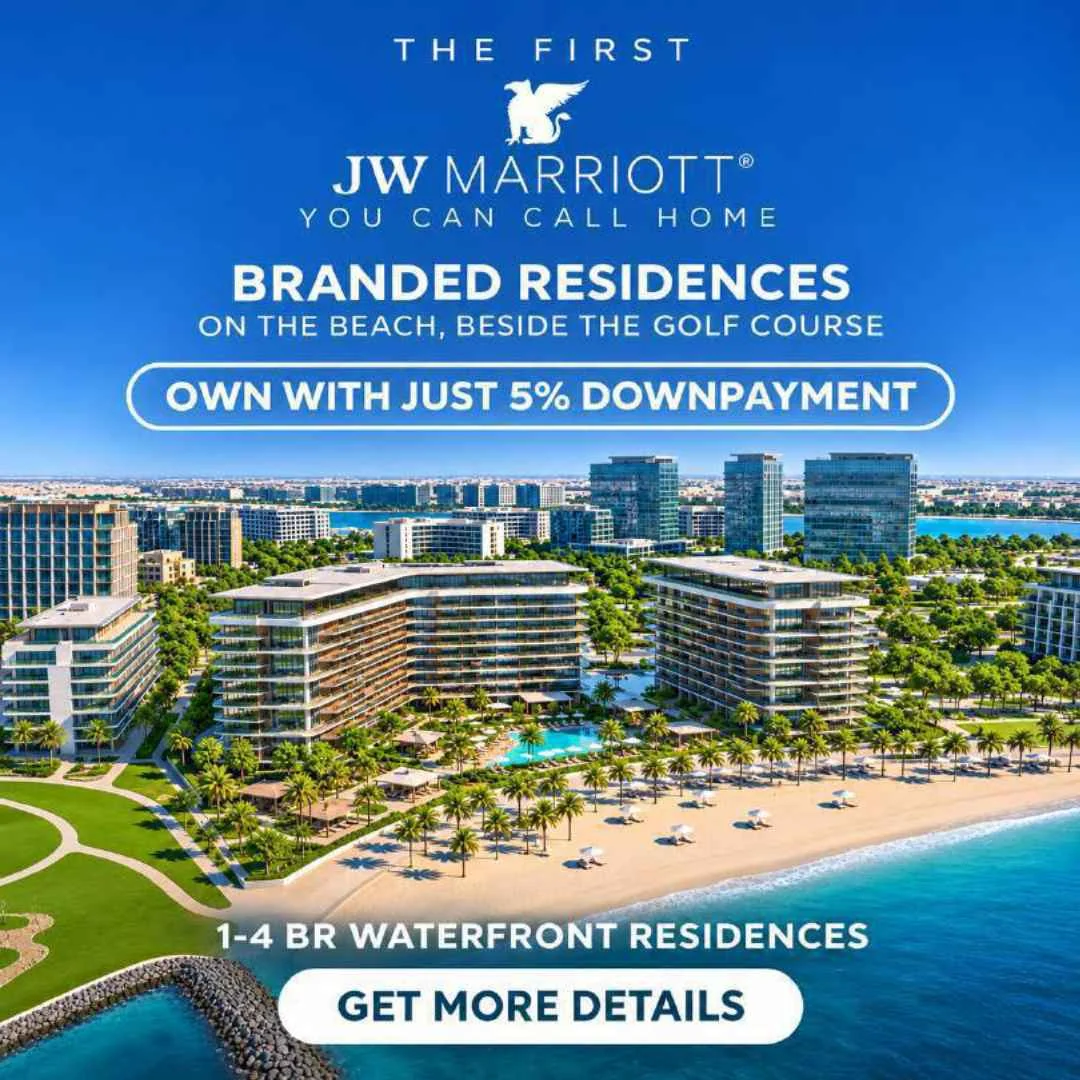 THE FIRST
JW MARRIOTT®
YOU CAN CALL HOME
BRANDED RESIDENCES
ON THE BEACH, BESIDE THE GOLF COURSE
OWN WITH JUST 5% DOWNPAYMENT
1-4 BR WATERFRONT RESIDENCES
GET MORE DETAILS